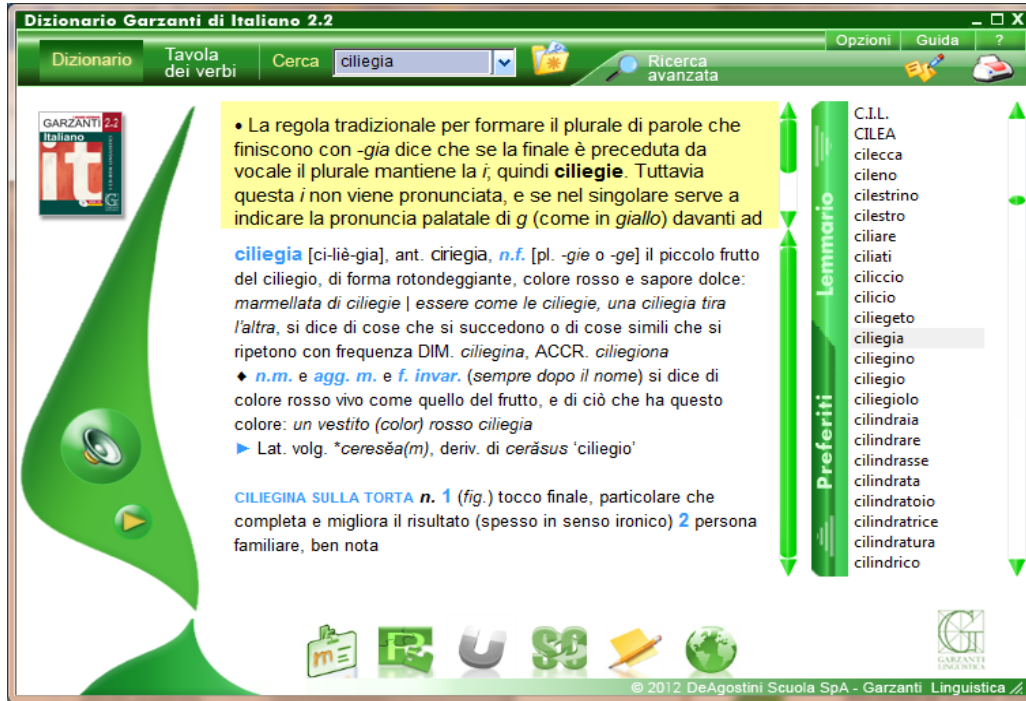 Dizionario Garzanti di Italiano 2.2
Opzioni Guida ?
Dizionario
Tavola
dei verbi
Cerca
ciliegia
Ricerca
avanzata
GARZANTI 2.2
Italiano
it
• La regola tradizionale per formare il plurale di parole che
finiscono con -gia dice che se la finale è preceduta da
vocale il plurale mantiene la i; quindi ciliegie. Tuttavia
questa i non viene pronunciata, e se nel singolare serve a
indicare la pronuncia palatale di g (come in giallo) davanti ad
ciliegia [ci-liè-gia], ant. ciriegia, n.f. [pl. -gie o -ge] il piccolo frutto
del ciliegio, di forma rotondeggiante, colore rosso e sapore dolce:
marmellata di ciliegie | essere come le ciliegie, una ciliegia tira
l'altra, si dice di cose che si succedono o di cose simili che si
ripetono con frequenza DIM. ciliegina, ACCR. ciliegiona
◆ n.m. e agg. m. e f. invar. (sempre dopo il nome) si dice di
colore rosso vivo come quello del frutto, e di ciò che ha questo
colore: un vestito (color) rosso ciliegia
► Lat. volg. *ceresĕa(m), deriv. di cerăsus ‘ciliegio’
CILIEGINA SULLA TORTA n. 1 (fig.) tocco finale, particolare che
completa e migliora il risultato (spesso in senso ironico) 2 persona
familiare, ben nota
Lemmario
Preferiti
C.I.L.
CILEA
cilecca
cileno
cilestrino
cilestro
ciliare
ciliati
ciliccio
cilicio
ciliegeto
ciliegia
ciliegino
ciliegio
ciliegiolo
cilindraia
cilindrare
cilindrasse
cilindrata
cilindratoio
cilindratrice
cilindratura
cilindrico
m
SC
G
GARZANTI
LINGUISTICA
© 2012 DeAgostini Scuola SpA - Garzanti Linguistica